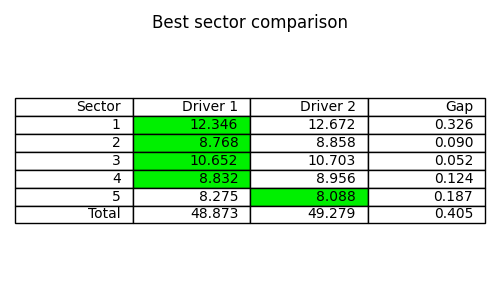 Best sector comparison
Sector Driver 1 Driver 2 Gap
1 12.346 12.672 0.326
2 8.768 8.858 0.090
3 10.652 10.703 0.052
4 8.832 8.956 0.124
5 8.275 8.088 0.187
Total 48.873 49.279 0.405